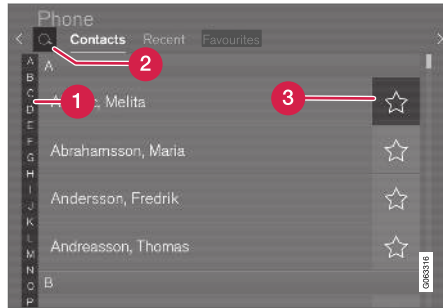 Phone
Contacts Recent Favourites
2
A
A
B
C
D
1
, Melita
3
E
F
G
Abrahamsson, Maria
H
I
J
Andersson, Fredrik
K
L
M
Andreasson, Thomas
N
O
B
P
G063316